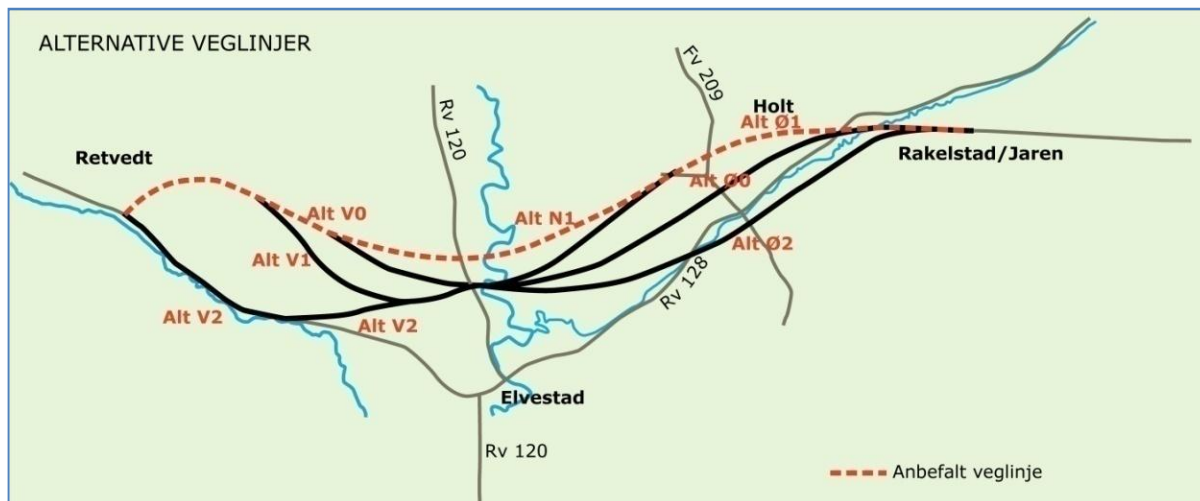 ALTERNATIVE VEGLINJER
Fv 209
Rv 120
Holt
Alt Ø1
Retvedt
Rakelstad/Jaren
Alt Ø0
Alt V0
Alt N1
Alt V1
Alt Ø2
Rv 128
Alt V2
Alt V2
Elvestad
Rv 120
Anbefalt veglinje